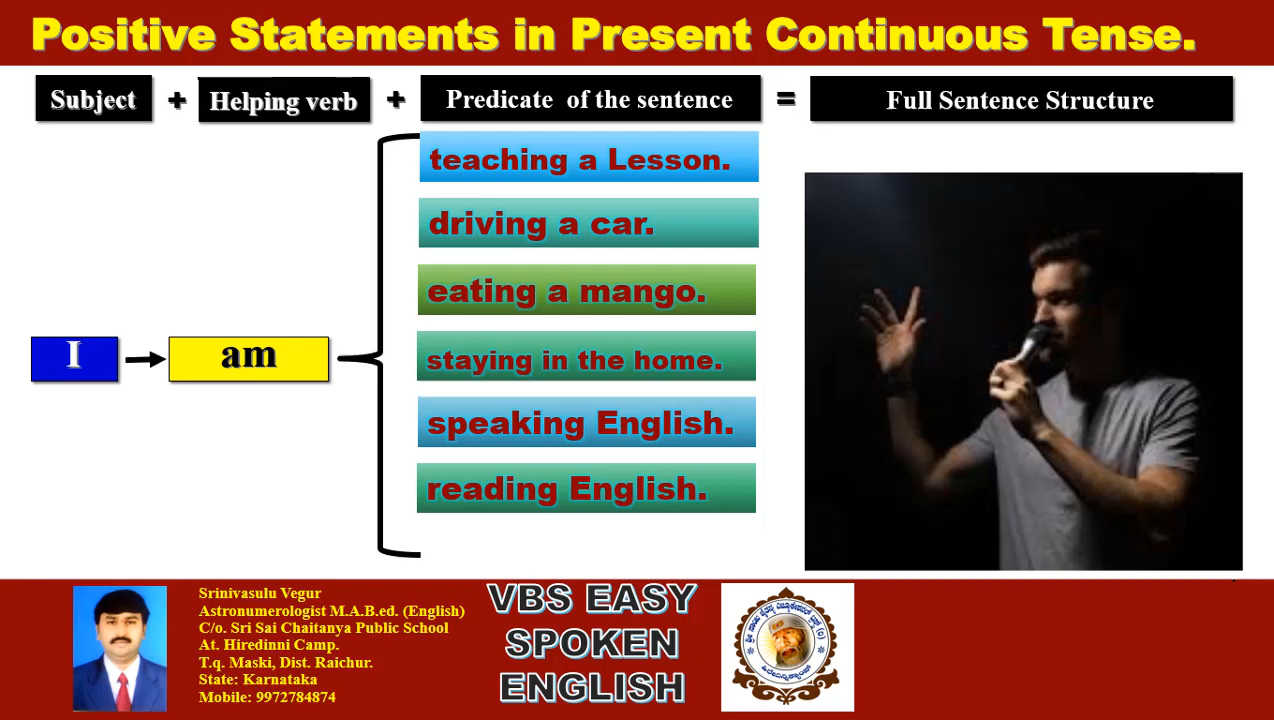 Positive Statements in Present Continuous Tense.
Subject + Helping verb + Predicate of the sentence = Full Sentence Structure
teaching a Lesson.
driving a car.
eating a mango.
I am
staying in the home.
speaking English.
reading English.
Srinivasulu Vegur
Astronumerologist M.A.B.ed. (English)
C/o. Sri Sai Chaitanya Public School
At. Hiredinni Camp.
T.q. Maski, Dist. Raichur.
State: Karnataka
Mobile: 9972784874
VBS EASY
SPOKEN
ENGLISH